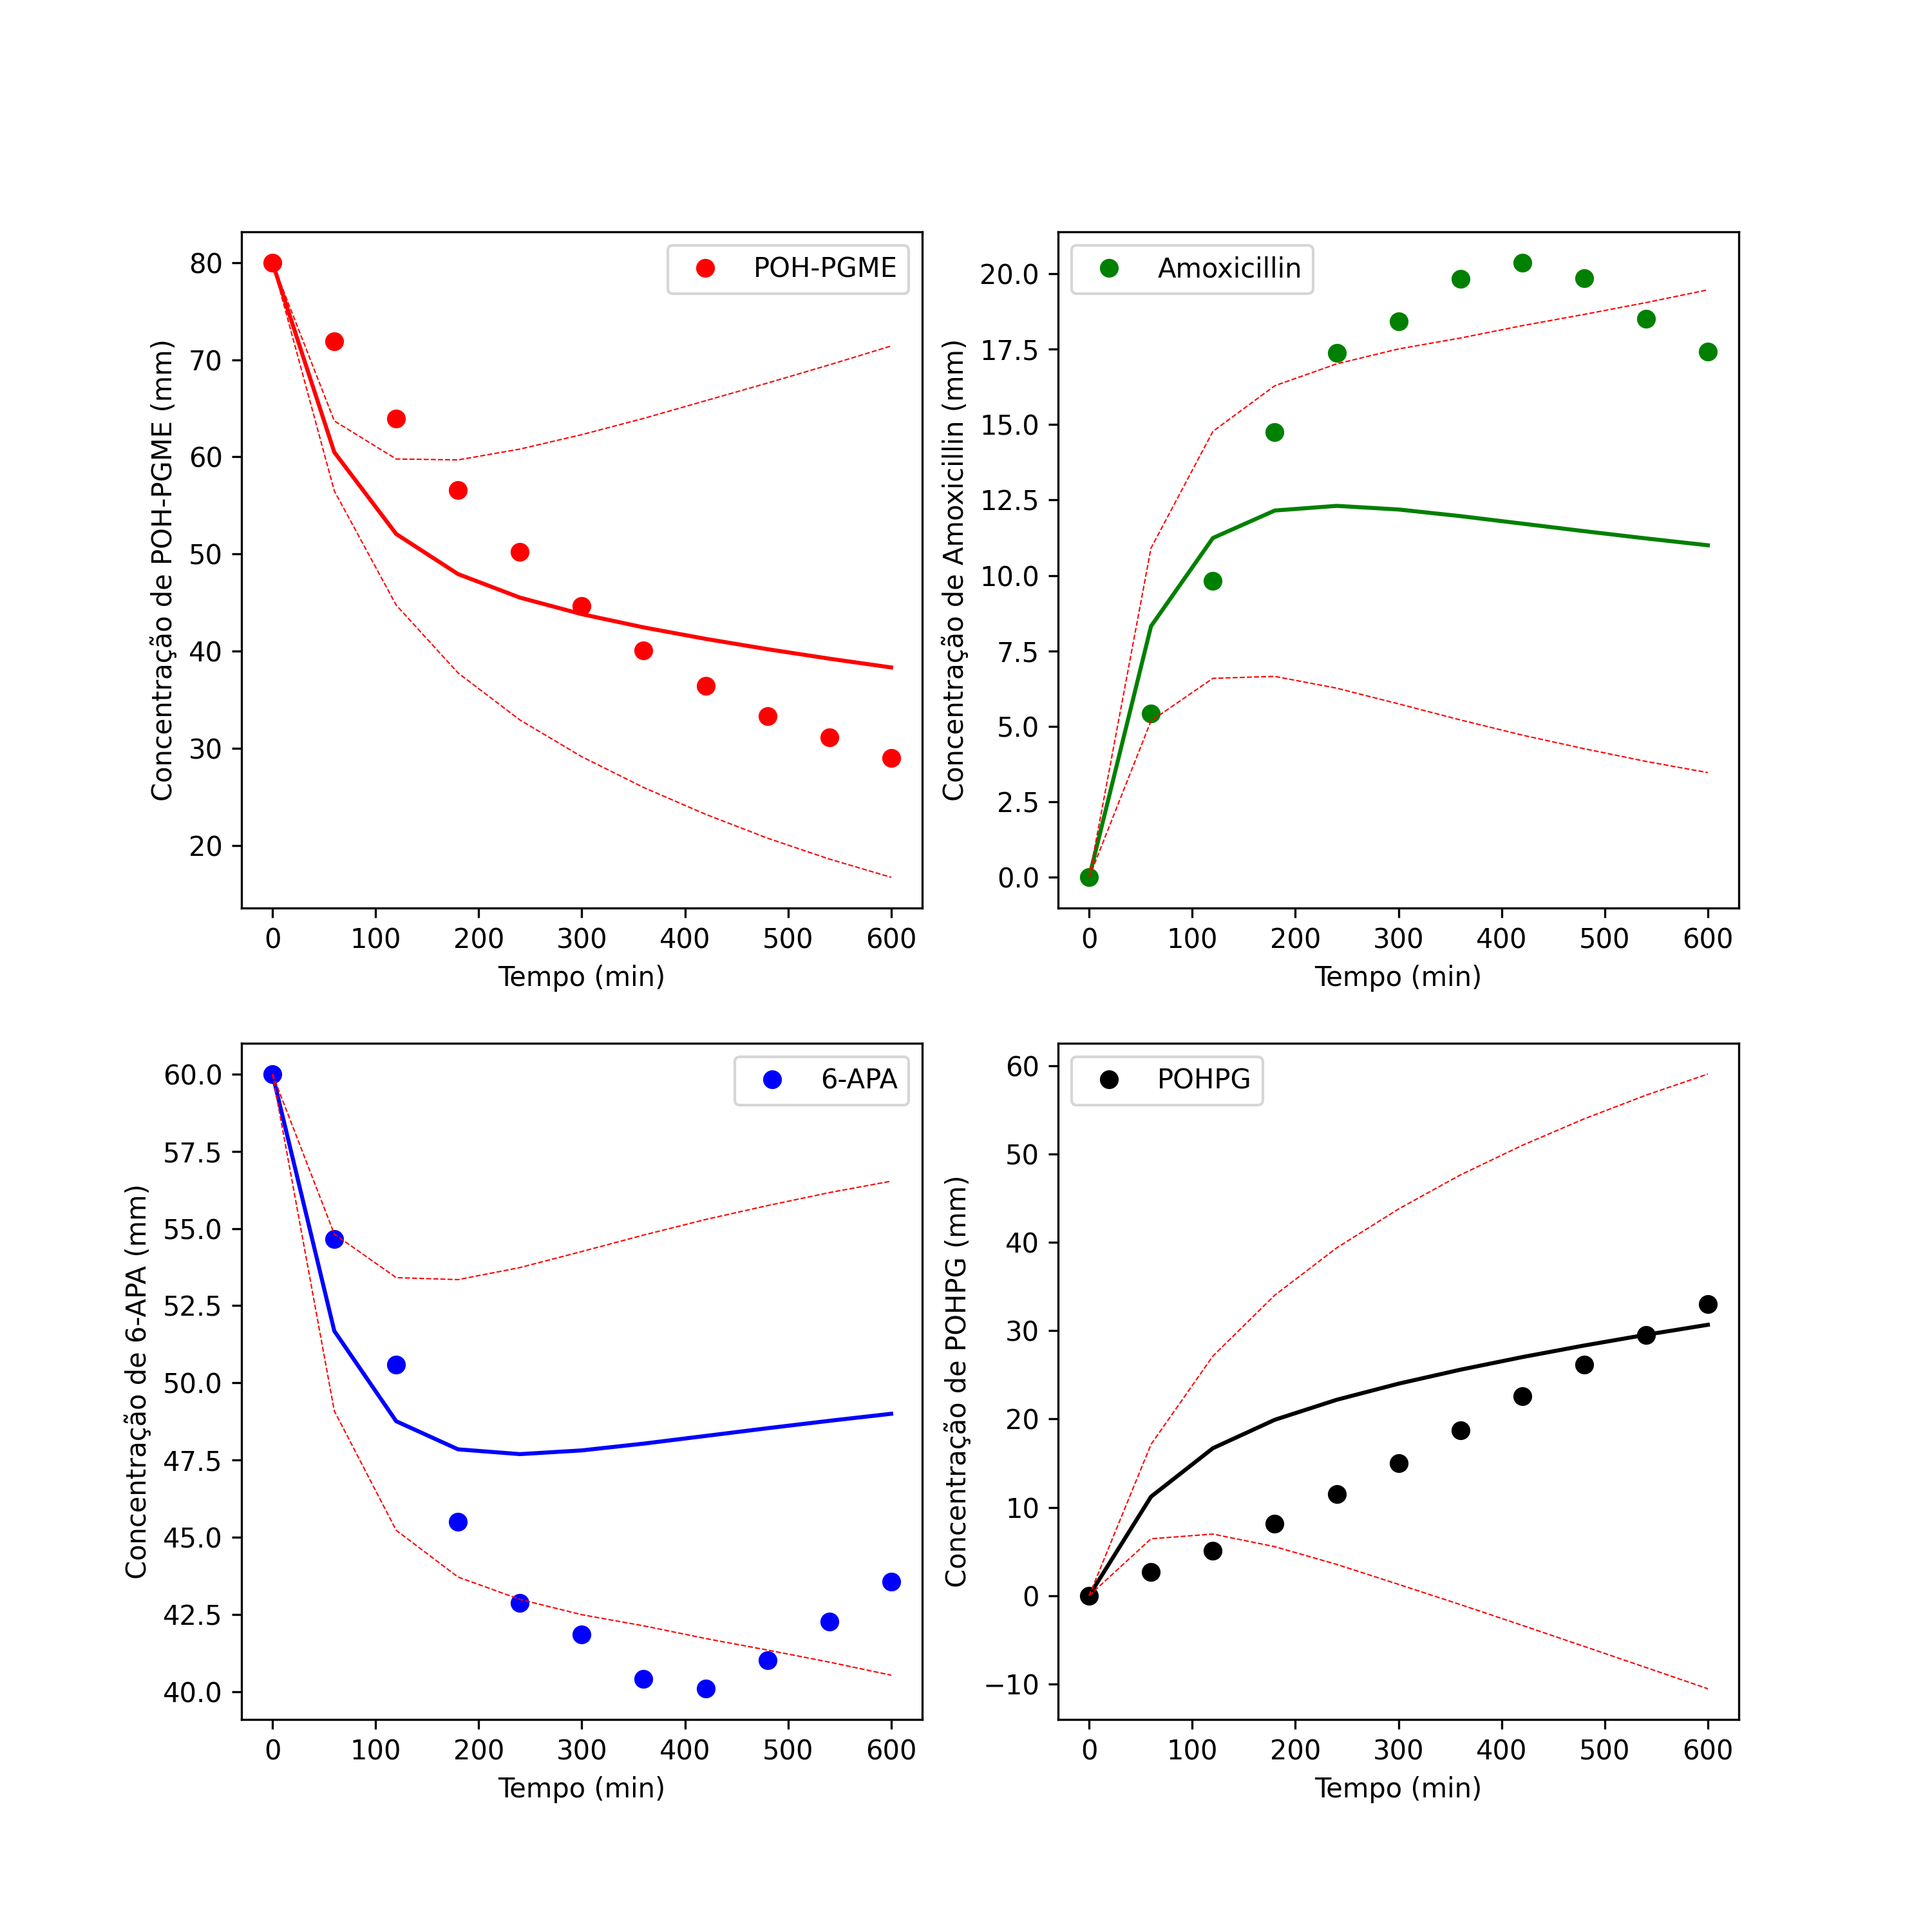 80
70
60
50
40
30
20
Concentração de POH-PGME (mm)
POH-PGME
0 100 200 300 400 500 600
Tempo (min)
20.0
17.5
15.0
12.5
10.0
7.5
5.0
2.5
0.0
Concentração de Amoxicillin (mm)
Amoxicillin
0 100 200 300 400 500 600
Tempo (min)
60.0
57.5
55.0
52.5
50.0
47.5
45.0
42.5
40.0
Concentração de 6-APA (mm)
6-APA
0 100 200 300 400 500 600
Tempo (min)
60
50
40
30
20
10
0
−10
Concentração de POHPG (mm)
POHPG
0 100 200 300 400 500 600
Tempo (min)